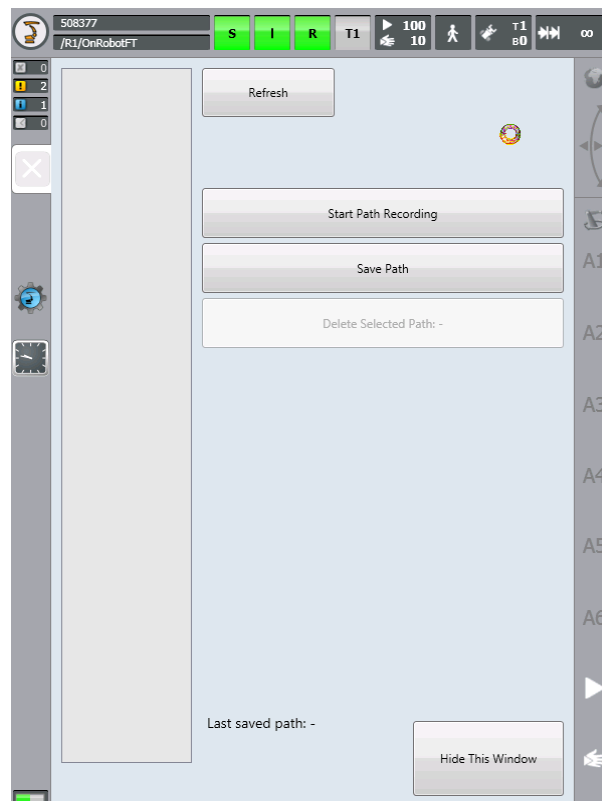 508377
/R1/OnRobotFT
S
I
R
T1
100
10
T1
B0
∞
0
2
1
0
Refresh
Start Path Recording
Save Path
Delete Selected Path: -
A1
A2
A3
A4
A5
A6
Last saved path: -
Hide This Window